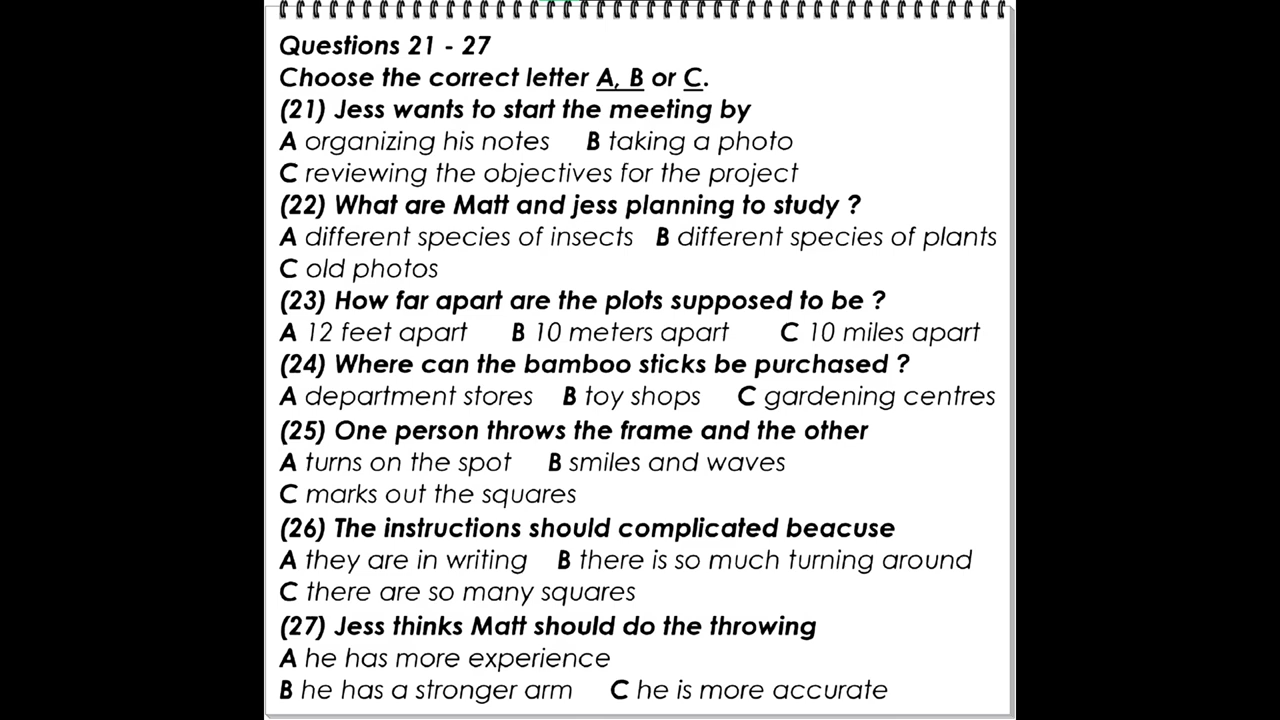 Questions 21 - 27
Choose the correct letter A, B or C.
(21) Jess wants to start the meeting by
A organizing his notes B taking a photo
C reviewing the objectives for the project
(22) What are Matt and jess planning to study ?
A different species of insects B different species of plants
C old photos
(23) How far apart are the plots supposed to be ?
A 12 feet apart B 10 meters apart C 10 miles apart
(24) Where can the bamboo sticks be purchased ?
A department stores B toy shops C gardening centres
(25) One person throws the frame and the other
A turns on the spot B smiles and waves
C marks out the squares
(26) The instructions should complicated beacuse
A they are in writing B there is so much turning around
C there are so many squares
(27) Jess thinks Matt should do the throwing
A he has more experience
B he has a stronger arm C he is more accurate